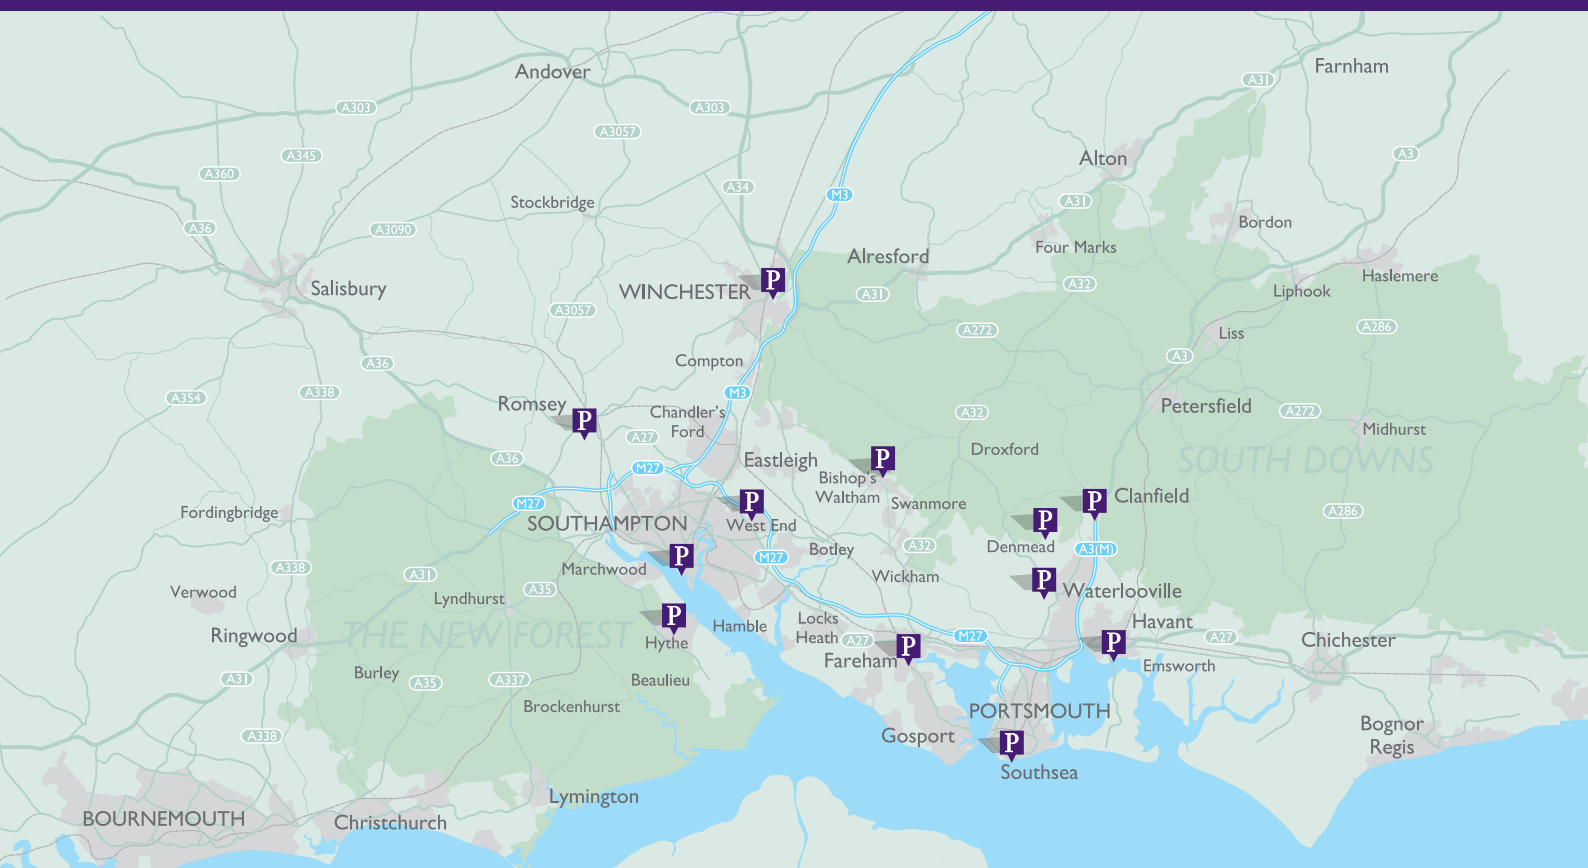 Andover
Farnham
A31
A303
A303
A3057
A345
A3
Alton
A360
A34
M3
A31
Stockbridge
A36
A3090
Bordon
Four Marks
Alresford
Haslemere
Salisbury
P
WINCHESTER
A31
A32
Liphook
A3057
A272
A286
Liss
A36
Compton
A3
A354
A338
M3
Romsey
P
Chandler's
Ford
A32
Petersfield
A272
A27
Midhurst
A36
M27
Eastleigh
P
Bishop's
Waltham
Droxford
SOUTH DOWNS
Fordingbridge
M27
SOUTHAMPTON
P
West End
Swanmore
P
Clanfield
P
Denmead
A286
A338
A31
Marchwood
P
M27
Botley
A32
A3(M)
Verwood
Lyndhurst
A35
Wickham
P
Waterlooville
Ringwood
THE NEW FOREST
P
Hythe
Hamble
Locks
Heath
A27
M27
Havant
P
A27
Chichester
Fareham
P
Emsworth
A31
Burley
A35
A337
Beaulieu
Brockenhurst
PORTSMOUTH
A338
Gosport
P
Southsea
Bognor
Regis
BOURNEMOUTH
Christchurch
Lymington